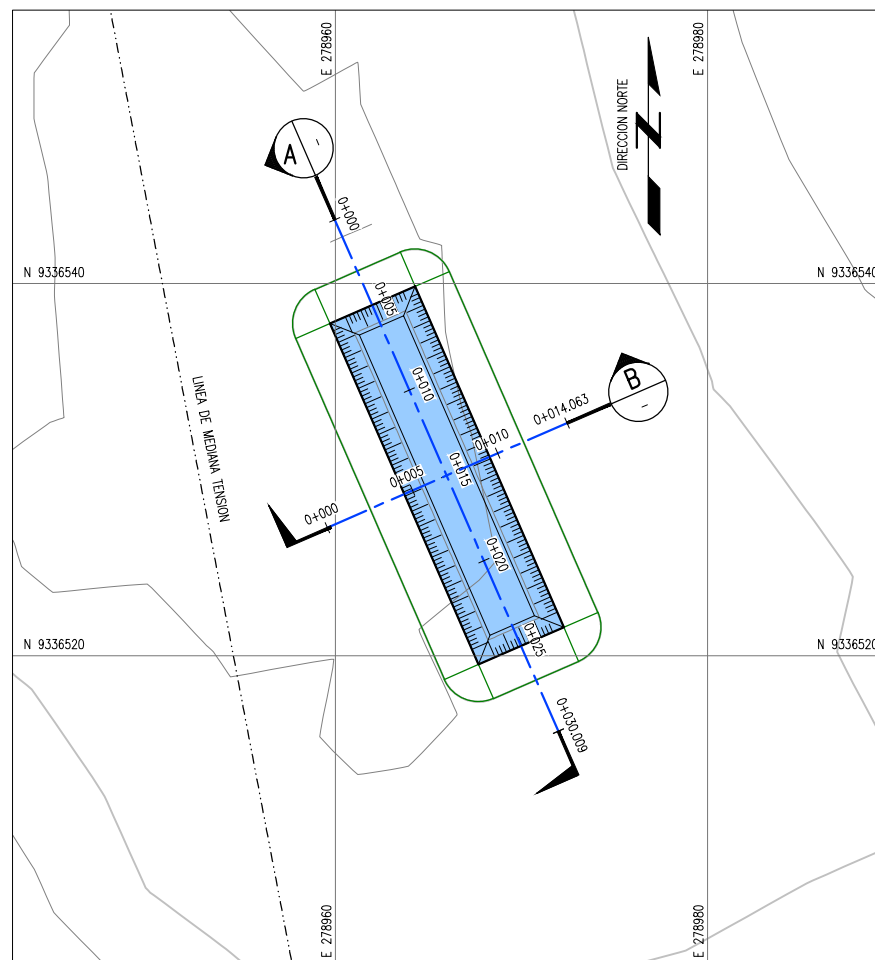 E 278960
E 278980
DIRECCION NORTE
N
A
-
0+000
N 9336540
N 9336540
0+005
0+010
B
-
0+014.063
0+010
LINEA DE MEDIANA TENSION
0+005
0+015
0+000
0+020
N 9336520
N 9336520
0+025
0+030.009
E 278960
E 278980